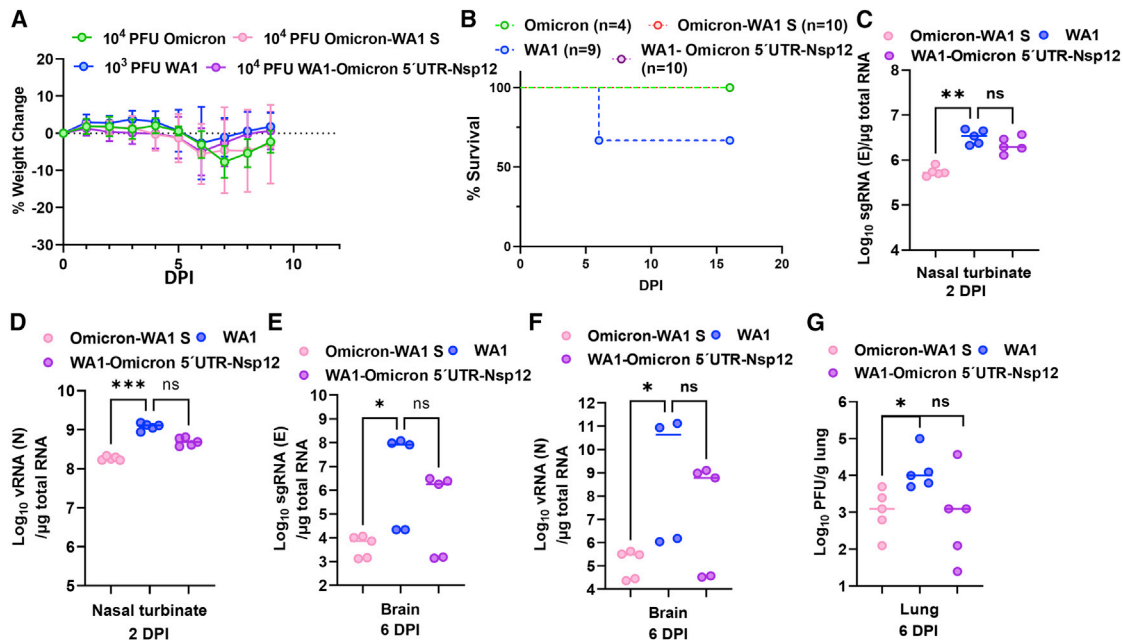 A
10⁴ PFU Omicron
10⁴ PFU Omicron-WA1 S
10³ PFU WA1
10⁴ PFU WA1-Omicron 5´UTR-Nsp12
% Weight Change
20
10
0
-10
-20
-30
0
5
10
DPI
B
Omicron (n=4)
Omicron-WA1 S (n=10)
WA1 (n=9)
WA1- Omicron 5´UTR-Nsp12
(n=10)
% Survival
100
75
50
25
0
0
5
10
15
20
DPI
C
Omicron-WA1 S
WA1
WA1-Omicron 5´UTR-Nsp12
Log₁₀ sgRNA (E)/µg total RNA
7
6
5
4
**
ns
Nasal turbinate
2 DPI
D
Omicron-WA1 S
WA1
WA1-Omicron 5´UTR-Nsp12
Log₁₀ vRNA (N)
/µg total RNA
10
9
8
7
6
5
***
ns
Nasal turbinate
2 DPI
E
Omicron-WA1 S
WA1
WA1-Omicron 5´UTR-Nsp12
Log₁₀ sgRNA (E)
/µg total RNA
10
9
8
7
6
5
4
3
2
*
ns
Brain
6 DPI
F
Omicron-WA1 S
WA1
WA1-Omicron 5´UTR-Nsp12
Log₁₀ vRNA (N)
/µg total RNA
12
11
10
9
8
7
6
5
4
*
ns
Brain
6 DPI
G
Omicron-WA1 S
WA1
WA1-Omicron 5´UTR-Nsp12
Log₁₀ PFU/g lung
6
5
4
3
2
1
*
ns
Lung
6 DPI